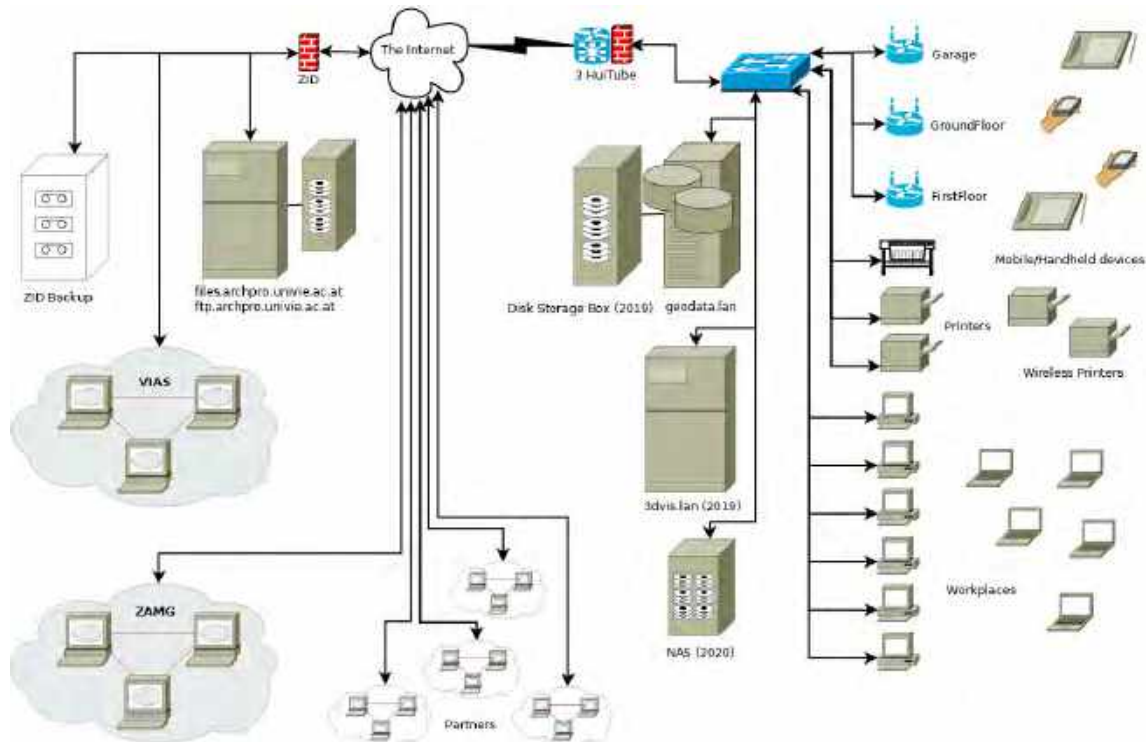 The Internet
ZID
3 HuiTube
Garage
GroundFloor
FirstFloor
Mobile/Handheld devices
ZID Backup
files.archpro.univie.ac.at
ftp.archpro.univie.ac.at
Disk Storage Box (2019)
geodata.lan
Printers
Wireless Printers
VIAS
3dvis.lan (2019)
Workplaces
ZAMG
NAS (2020)
Partners